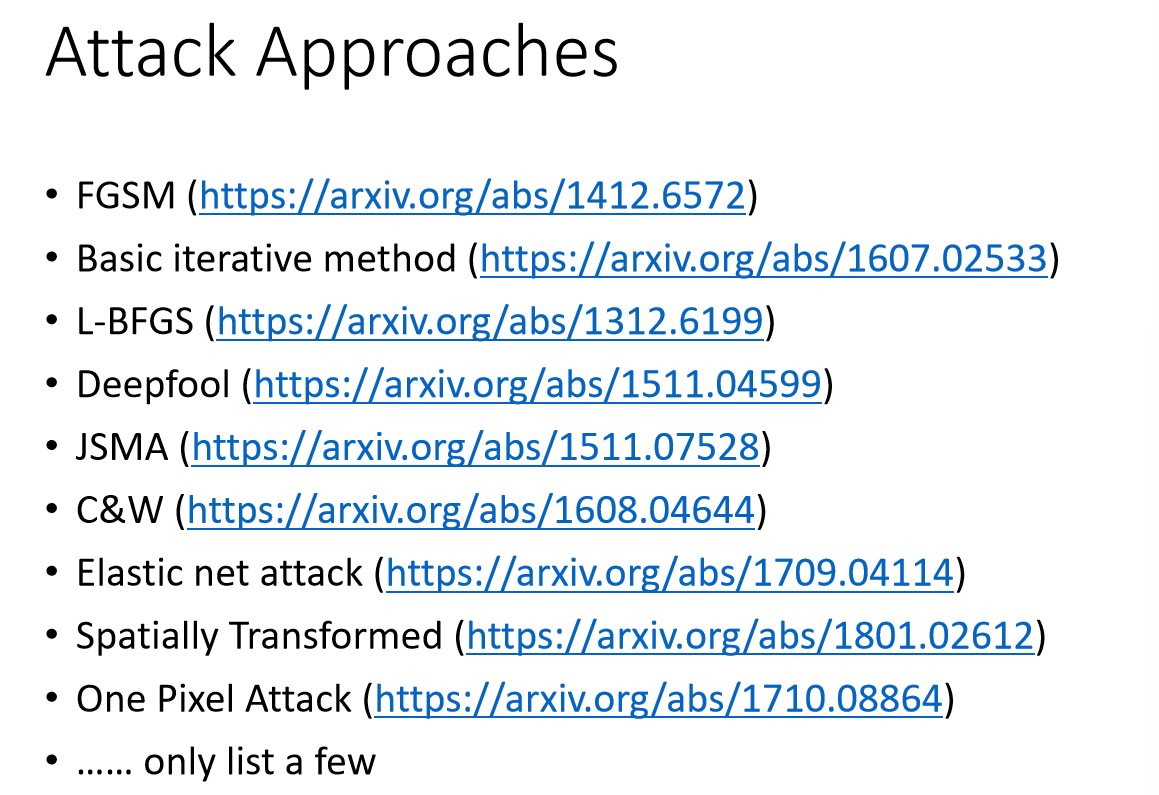 Attack Approaches
• FGSM (https://arxiv.org/abs/1412.6572)
• Basic iterative method (https://arxiv.org/abs/1607.02533)
• L-BFGS (https://arxiv.org/abs/1312.6199)
• Deepfool (https://arxiv.org/abs/1511.04599)
• JSMA (https://arxiv.org/abs/1511.07528)
• C&W (https://arxiv.org/abs/1608.04644)
• Elastic net attack (https://arxiv.org/abs/1709.04114)
• Spatially Transformed (https://arxiv.org/abs/1801.02612)
• One Pixel Attack (https://arxiv.org/abs/1710.08864)
• …… only list a few